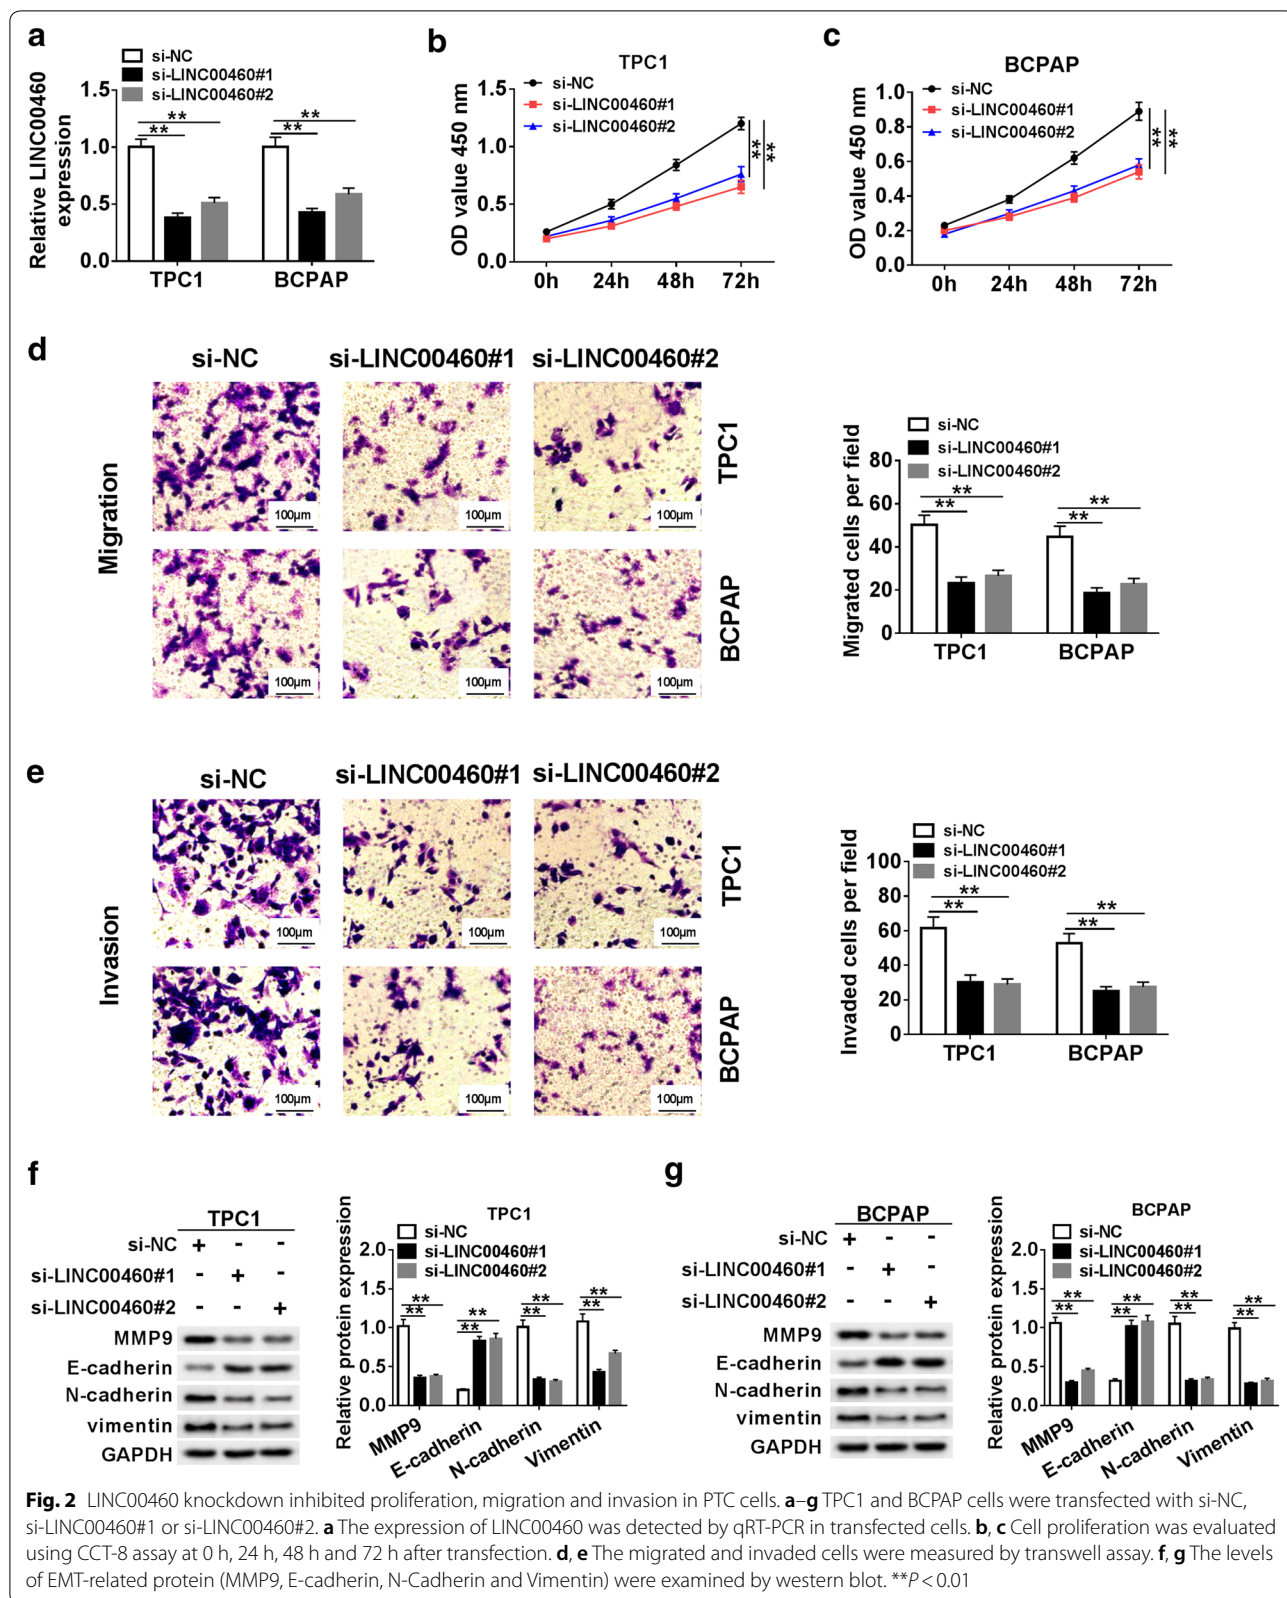 a
si-NC
si-LINC00460#1
si-LINC00460#2
Relative LINC00460
expression
1.5
1.0
0.5
0.0
**
**
**
**
TPC1
BCPAP
b
TPC1
si-NC
si-LINC00460#1
si-LINC00460#2
OD value 450 nm
1.5
1.0
0.5
0.0
0h
24h
48h
72h
**
**
c
BCPAP
si-NC
si-LINC00460#1
si-LINC00460#2
OD value 450 nm
1.0
0.8
0.6
0.4
0.2
0.0
0h
24h
48h
72h
**
**
d
si-NC
si-LINC00460#1
si-LINC00460#2
Migration
TPC1
BCPAP
100μm
100μm
100μm
100μm
100μm
100μm
si-NC
si-LINC00460#1
si-LINC00460#2
Migrated cells per field
80
60
40
20
0
**
**
**
**
TPC1
BCPAP
e
si-NC
si-LINC00460#1
si-LINC00460#2
Invasion
TPC1
BCPAP
100μm
100μm
100μm
100μm
100μm
100μm
si-NC
si-LINC00460#1
si-LINC00460#2
Invaded cells per field
100
80
60
40
20
0
**
**
**
**
TPC1
BCPAP
f
TPC1
si-NC + - -
si-LINC00460#1 - + -
si-LINC00460#2 - - +
MMP9
E-cadherin
N-cadherin
vimentin
GAPDH
TPC1
si-NC
si-LINC00460#1
si-LINC00460#2
Relative protein expression
2.0
1.5
1.0
0.5
0.0
**
**
**
**
**
**
**
**
MMP9
E-cadherin
N-cadherin
Vimentin
g
BCPAP
si-NC + - -
si-LINC00460#1 - + -
si-LINC00460#2 - - +
MMP9
E-cadherin
N-cadherin
vimentin
GAPDH
BCPAP
si-NC
si-LINC00460#1
si-LINC00460#2
Relative protein expression
2.0
1.5
1.0
0.5
0.0
**
**
**
**
**
**
**
**
MMP9
E-cadherin
N-cadherin
Vimentin
Fig. 2 LINC00460 knockdown inhibited proliferation, migration and invasion in PTC cells. a–g TPC1 and BCPAP cells were transfected with si-NC,
si-LINC00460#1 or si-LINC00460#2. a The expression of LINC00460 was detected by qRT-PCR in transfected cells. b, c Cell proliferation was evaluated
using CCT-8 assay at 0 h, 24 h, 48 h and 72 h after transfection. d, e The migrated and invaded cells were measured by transwell assay. f, g The levels
of EMT-related protein (MMP9, E-cadherin, N-Cadherin and Vimentin) were examined by western blot. **P < 0.01